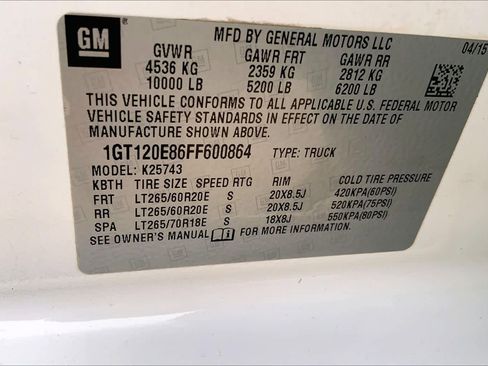 GM
MFD BY GENERAL MOTORS LLC
04/15
GVWR GAWR FRT GAWR RR
4536 KG 2359 KG 2812 KG
10000 LB 5200 LB 6200 LB
THIS VEHICLE CONFORMS TO ALL APPLICABLE U.S. FEDERAL MOTOR
VEHICLE SAFETY STANDARDS IN EFFECT ON THE DATE OF
MANUFACTURE SHOWN ABOVE.
1GT120E86FF600864 TYPE: TRUCK
MODEL: K25743
KBTH TIRE SIZE SPEED RTG RIM COLD TIRE PRESSURE
FRT LT265/60R20E S 20X8.5J 420KPA(60PSI)
RR LT265/60R20E S 20X8.5J 520KPA(75PSI)
SPA LT265/70R18E S 18X8J 550KPA(80PSI)
SEE OWNER'S MANUAL FOR MORE INFORMATION.